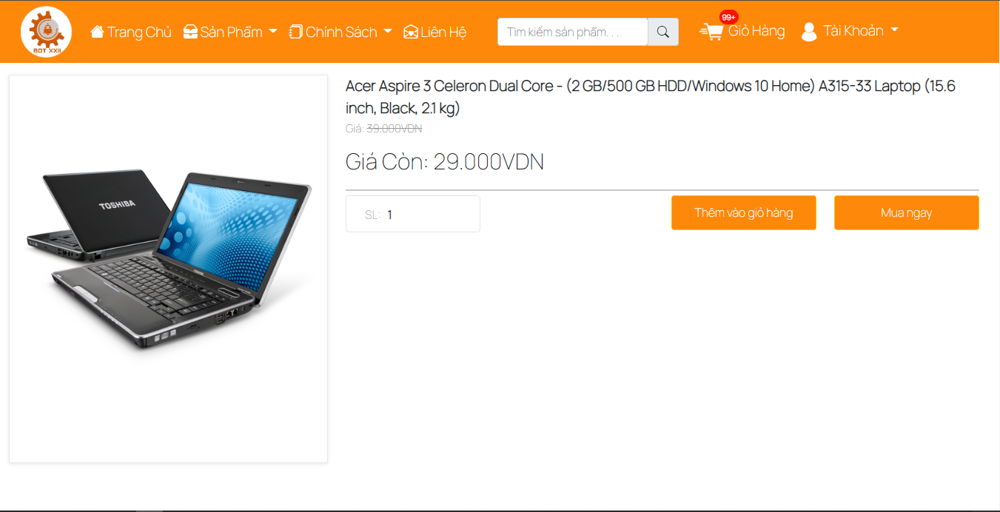 BOT XXII
Trang Chủ
Sản Phẩm
Chính Sách
Liên Hệ
Tìm kiếm sản phẩm. . .
99+
Giỏ Hàng
Tài Khoản
Acer Aspire 3 Celeron Dual Core - (2 GB/500 GB HDD/Windows 10 Home) A315-33 Laptop (15.6
inch, Black, 2.1 kg)
Giá: 39.000VDN
Giá Còn: 29.000VDN
TOSHIBA
SL: 1
Thêm vào giỏ hàng
Mua ngay